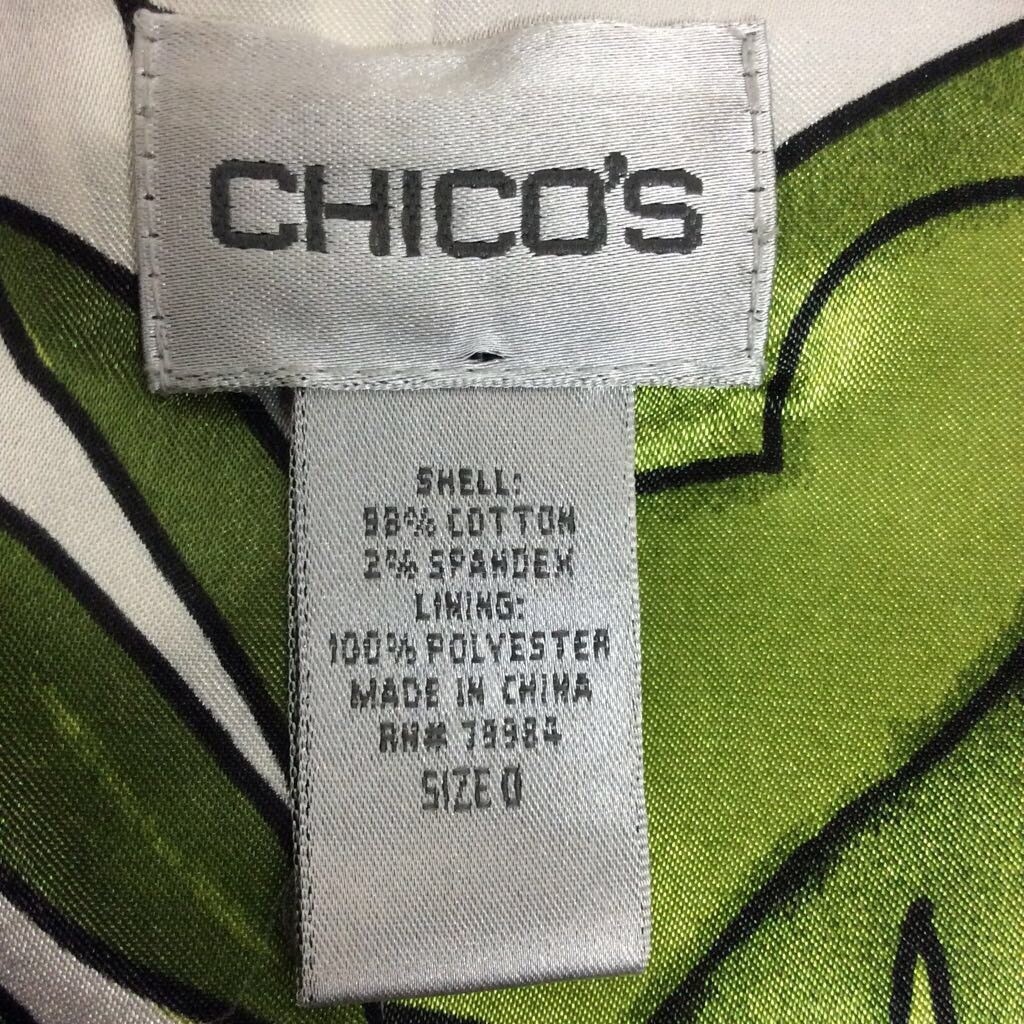 CHICO'S
SHELL:
98% COTTON
2% SPANDEX
LINING:
100% POLYESTER
MADE IN CHINA
RN# 79984
SIZE 0